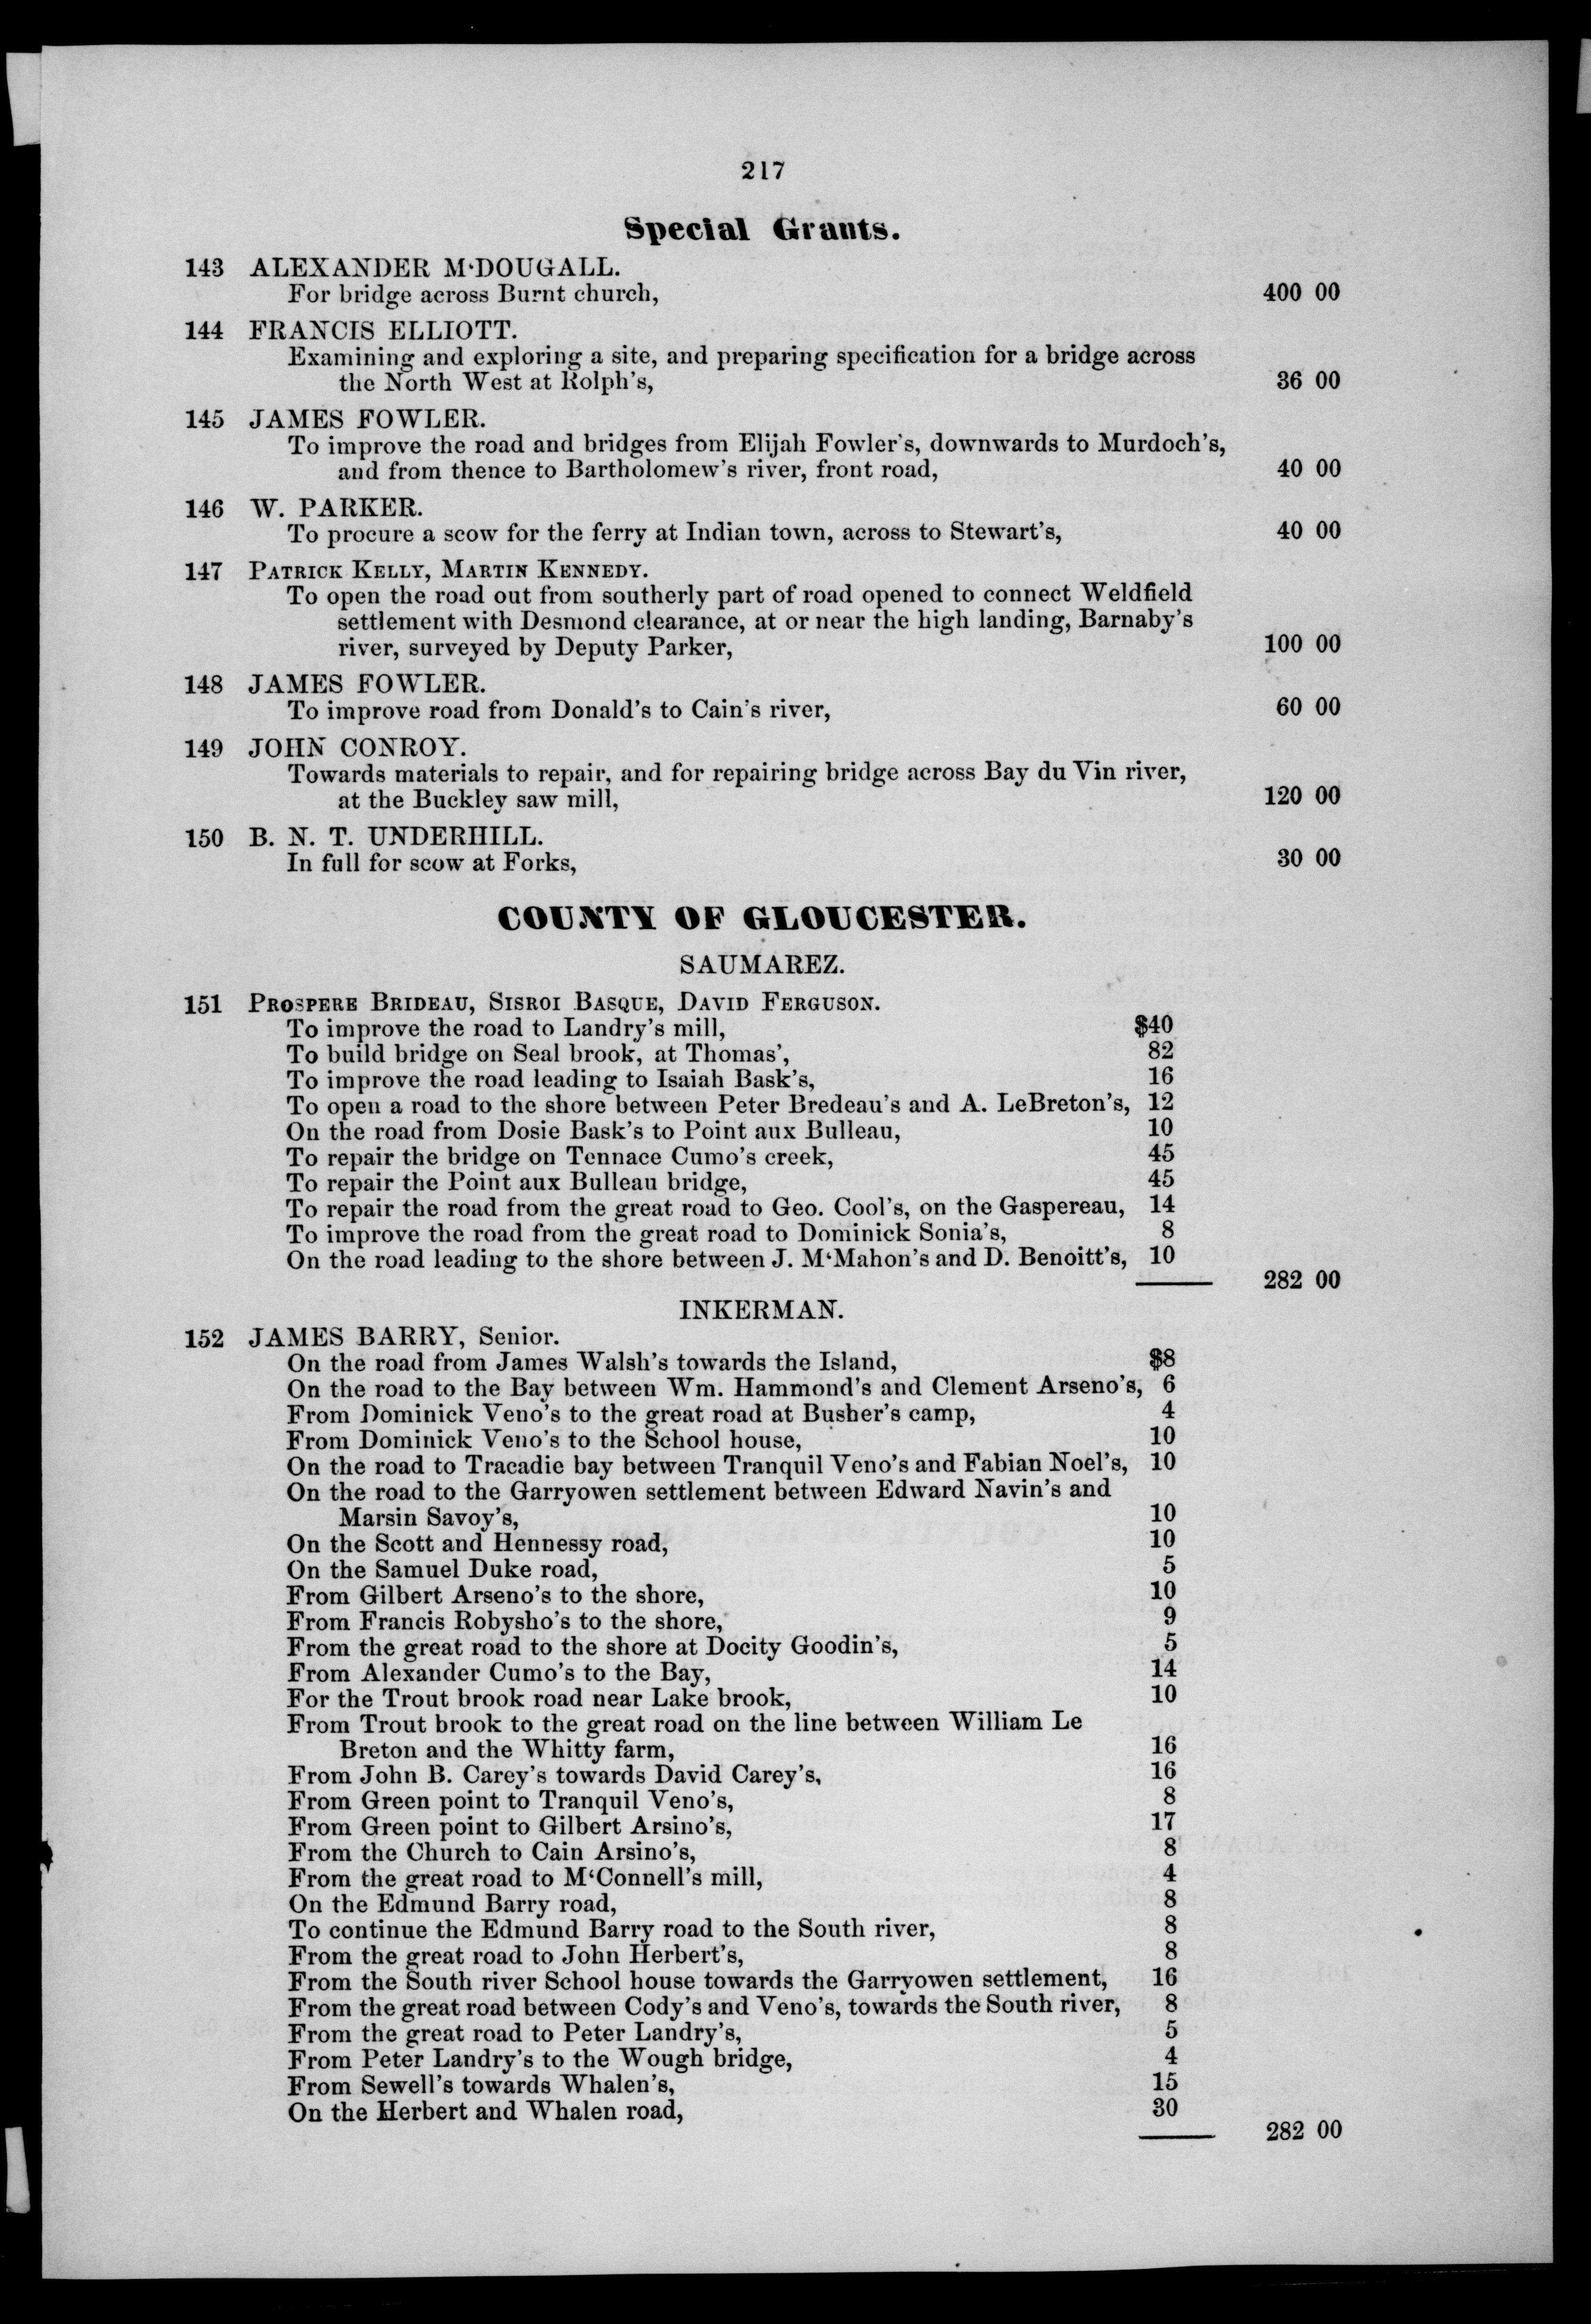 217
Special Grants.
143 ALEXANDER M'DOUGALL.
For bridge across Burnt church, 400 00
144 FRANCIS ELLIOTT.
Examining and exploring a site, and preparing specification for a bridge across
the North West at Rolph's, 36 00
145 JAMES FOWLER.
To improve the road and bridges from Elijah Fowler's, downwards to Murdoch's,
and from thence to Bartholomew's river, front road, 40 00
146 W. PARKER.
To procure a scow for the ferry at Indian town, across to Stewart's, 40 00
147 PATRICK KELLY, MARTIN KENNEDY.
To open the road out from southerly part of road opened to connect Weldfield
settlement with Desmond clearance, at or near the high landing, Barnaby's
river, surveyed by Deputy Parker, 100 00
148 JAMES FOWLER.
To improve road from Donald's to Cain's river, 60 00
149 JOHN CONROY.
Towards materials to repair, and for repairing bridge across Bay du Vin river,
at the Buckley saw mill, 120 00
150 B. N. T. UNDERHILL.
In full for scow at Forks, 30 00
COUNTY OF GLOUCESTER.
SAUMAREZ.
151 PROSPERE BRIDEAU, SISROI BASQUE, DAVID FERGUSON.
To improve the road to Landry's mill, $40
To build bridge on Seal brook, at Thomas', 82
To improve the road leading to Isaiah Bask's, 16
To open a road to the shore between Peter Bredeau's and A. LeBreton's, 12
On the road from Dosie Bask's to Point aux Bulleau, 10
To repair the bridge on Tennace Cumo's creek, 45
To repair the Point aux Bulleau bridge, 45
To repair the road from the great road to Geo. Cool's, on the Gaspereau, 14
To improve the road from the great road to Dominick Sonia's, 8
On the road leading to the shore between J. M'Mahon's and D. Benoitt's, 10
282 00
INKERMAN.
152 JAMES BARRY, Senior.
On the road from James Walsh's towards the Island, $8
On the road to the Bay between Wm. Hammond's and Clement Arseno's, 6
From Dominick Veno's to the great road at Busher's camp, 4
From Dominick Veno's to the School house, 10
On the road to Tracadie bay between Tranquil Veno's and Fabian Noel's, 10
On the road to the Garryowen settlement between Edward Navin's and
Marsin Savoy's, 10
On the Scott and Hennessy road, 10
On the Samuel Duke road, 5
From Gilbert Arseno's to the shore, 10
From Francis Robysho's to the shore, 9
From the great road to the shore at Docity Goodin's, 5
From Alexander Cumo's to the Bay, 14
For the Trout brook road near Lake brook, 10
From Trout brook to the great road on the line between William Le
Breton and the Whitty farm, 16
From John B. Carey's towards David Carey's, 16
From Green point to Tranquil Veno's, 8
From Green point to Gilbert Arsino's, 17
From the Church to Cain Arsino's, 8
From the great road to M'Connell's mill, 4
On the Edmund Barry road, 8
To continue the Edmund Barry road to the South river, 8
From the great road to John Herbert's, 8
From the South river School house towards the Garryowen settlement, 16
From the great road between Cody's and Veno's, towards the South river, 8
From the great road to Peter Landry's, 5
From Peter Landry's to the Wough bridge, 4
From Sewell's towards Whalen's, 15
On the Herbert and Whalen road, 30
282 00